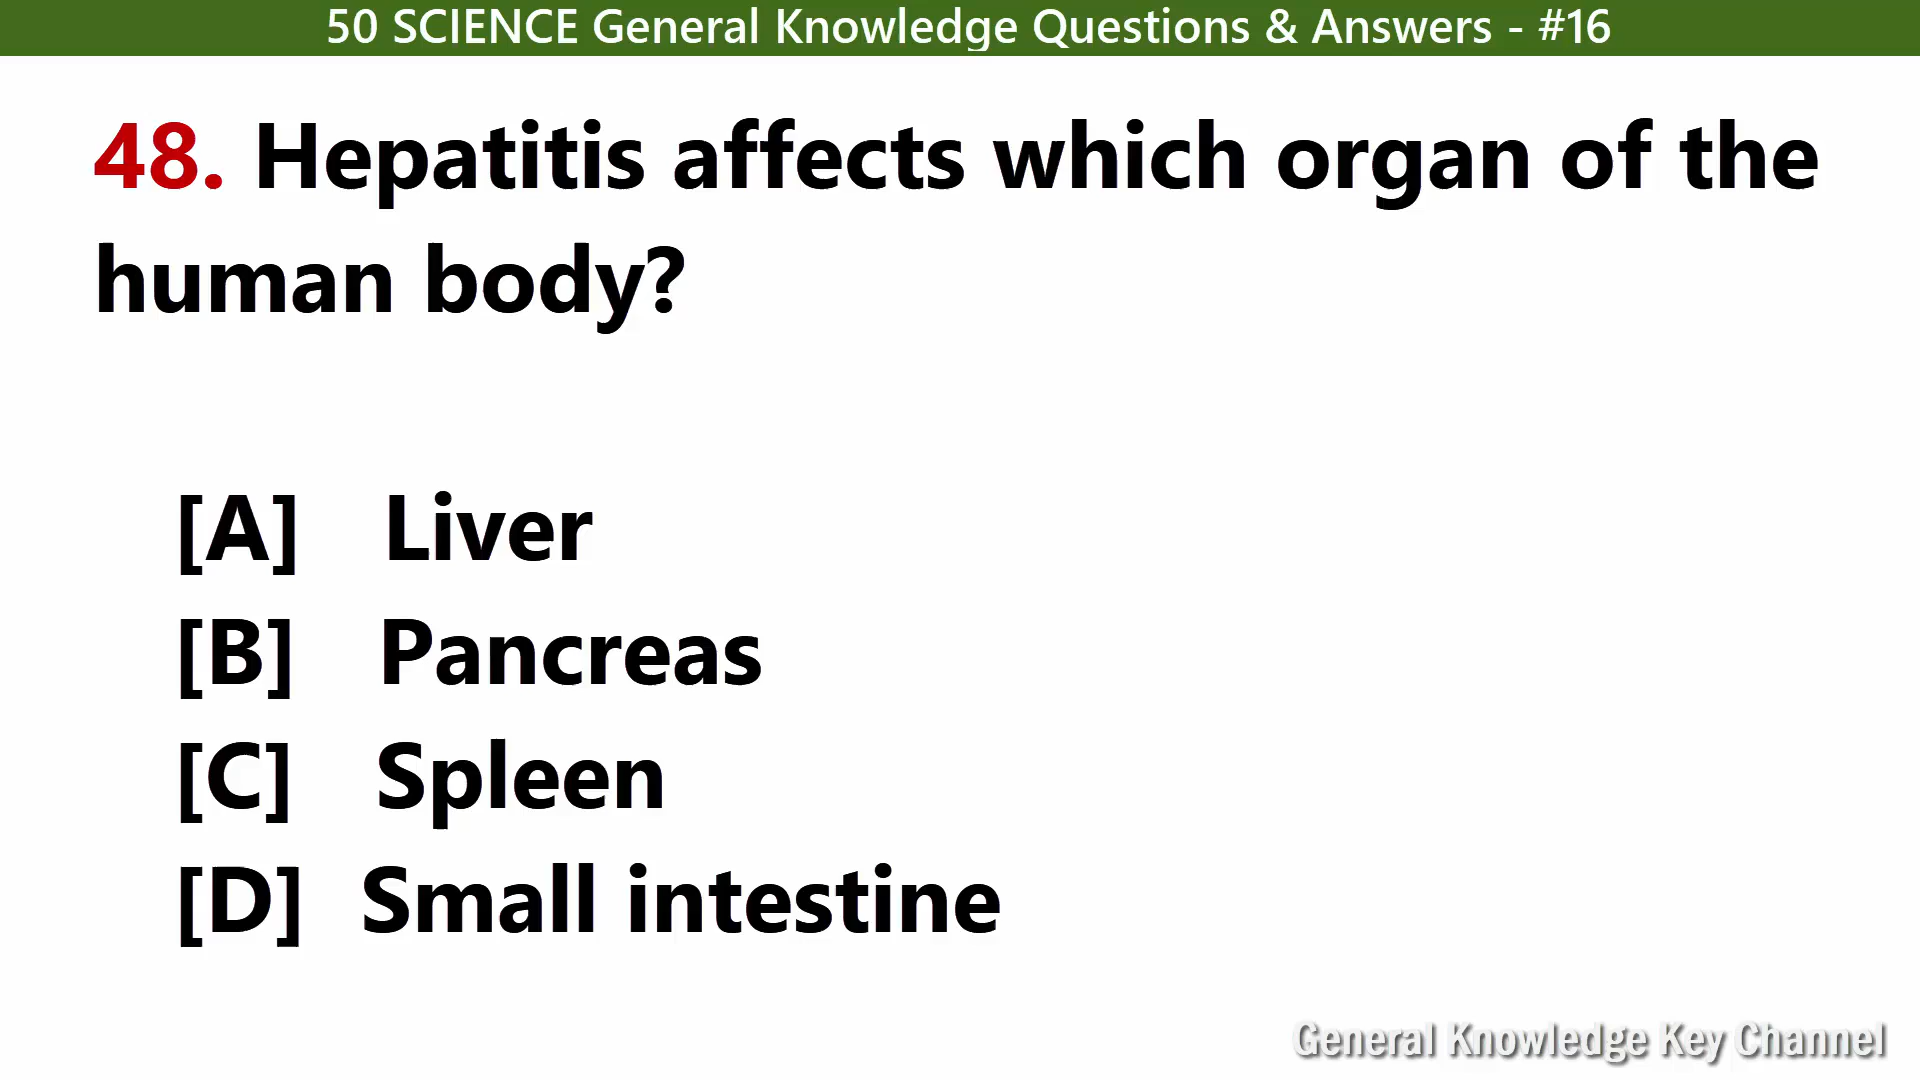 50 SCIENCE General Knowledge Questions & Answers - #16
48. Hepatitis affects which organ of the
human body?
[A] Liver
[B] Pancreas
[C] Spleen
[D] Small intestine
General Knowledge Key Channel